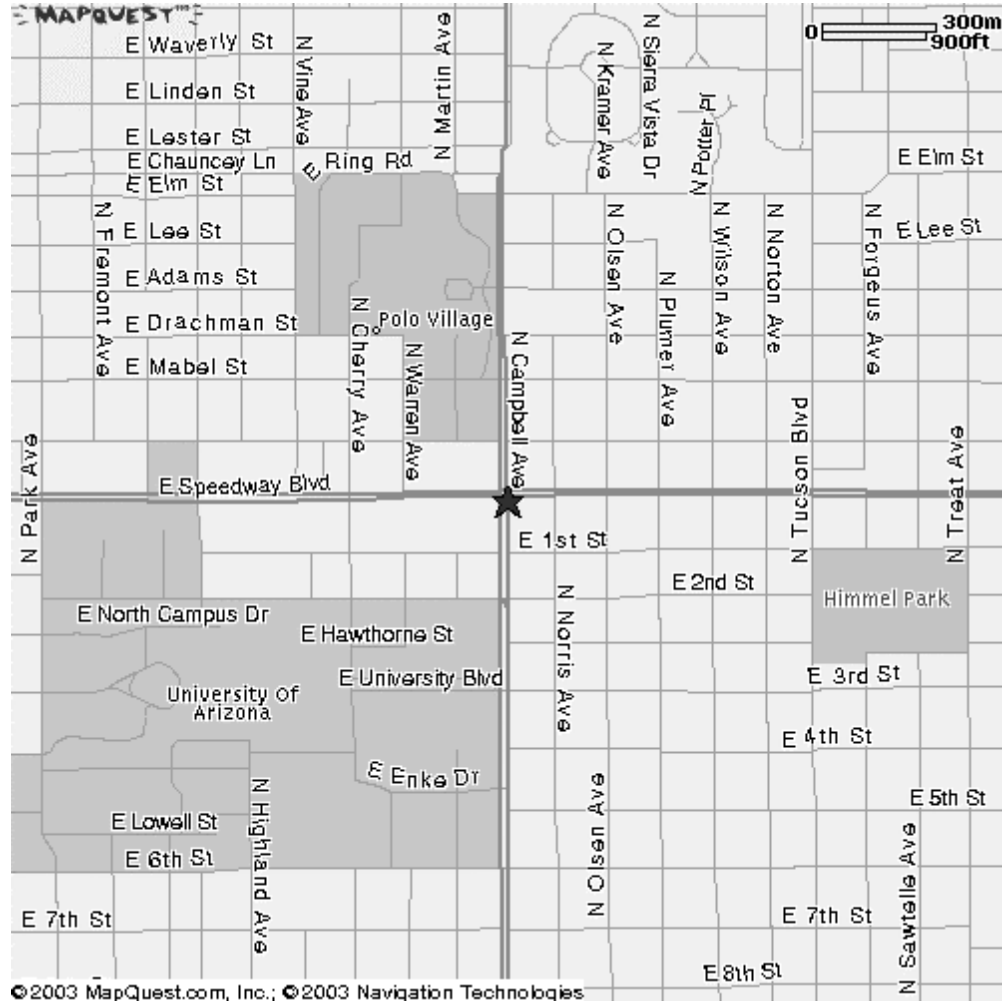 MAPQUEST™
0 300m
900ft
E Waverly St
N Vine Ave
N Martin Ave
N Kramer Ave
N Sierra Vista Dr
E Linden St
N Potter Pl
E Lester St
E Chauncey Ln
E Ring Rd
E Elm St
E Elm St
N Fremont Ave
E Lee St
N Olsen Ave
N Wilson Ave
N Norton Ave
N Forgeus Ave
E Lee St
E Adams St
N Plumer Ave
E Drachman St
N Cherry Ave
Polo Village
N Warren Ave
N Campbell Ave
E Mabel St
N Park Ave
N Tucson Blvd
N Treat Ave
E Speedway Blvd
E 1st St
E 2nd St
N Norris Ave
Himmel Park
E North Campus Dr
E Hawthorne St
E University Blvd
E 3rd St
University Of
Arizona
E 4th St
E Enke Dr
N Highland Ave
N Olsen Ave
E 5th St
E Lowell St
N Sawtelle Ave
E 6th St
E 7th St
E 7th St
E 8th St
©2003 MapQuest.com, Inc.; ©2003 Navigation Technologies